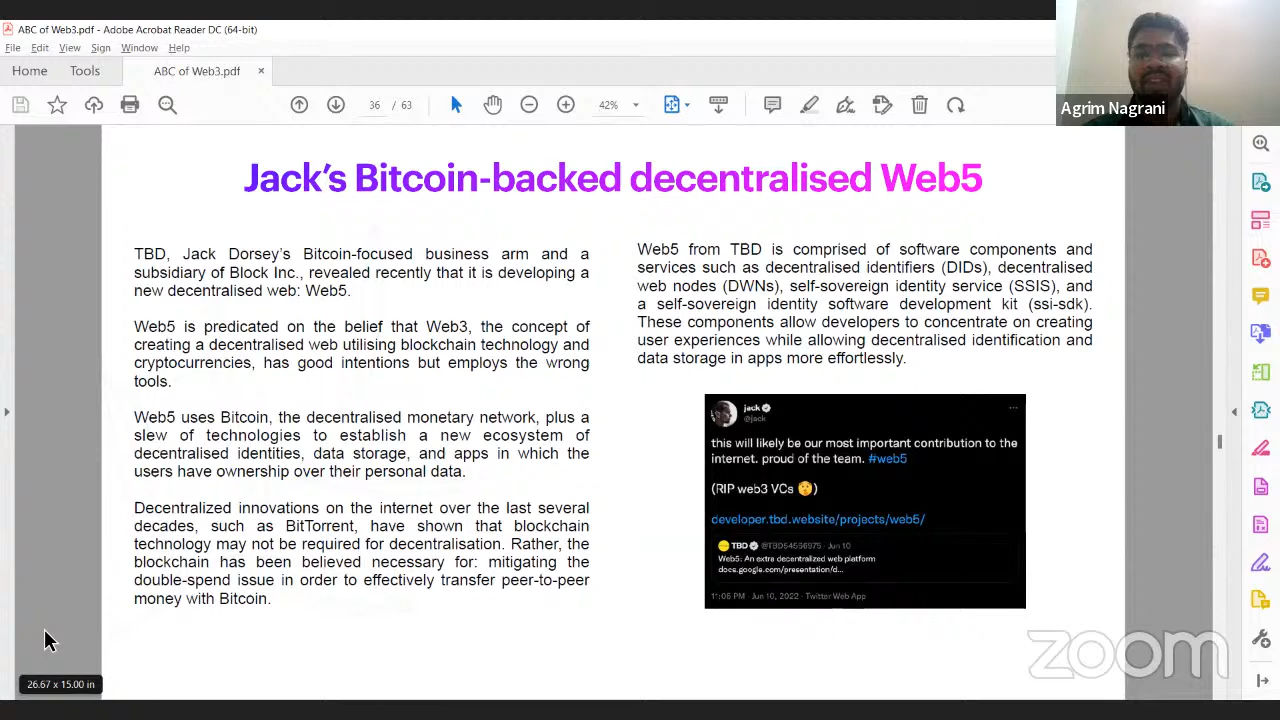 ABC of Web3.pdf - Adobe Acrobat Reader DC (64-bit)
File Edit View Sign Window Help
Home Tools ABC of Web3.pdf ×
36 / 63 42%
Agrim Nagrani
Jack's Bitcoin-backed decentralised Web5
TBD, Jack Dorsey's Bitcoin-focused business arm and a
subsidiary of Block Inc., revealed recently that it is developing a
new decentralised web: Web5.
Web5 is predicated on the belief that Web3, the concept of
creating a decentralised web utilising blockchain technology and
cryptocurrencies, has good intentions but employs the wrong
tools.
Web5 uses Bitcoin, the decentralised monetary network, plus a
slew of technologies to establish a new ecosystem of
decentralised identities, data storage, and apps in which the
users have ownership over their personal data.
Decentralized innovations on the internet over the last several
decades, such as BitTorrent, have shown that blockchain
technology may not be required for decentralisation. Rather, the
blockchain has been believed necessary for: mitigating the
double-spend issue in order to effectively transfer peer-to-peer
money with Bitcoin.
Web5 from TBD is comprised of software components and
services such as decentralised identifiers (DIDs), decentralised
web nodes (DWNs), self-sovereign identity service (SSIS), and
a self-sovereign identity software development kit (ssi-sdk).
These components allow developers to concentrate on creating
user experiences while allowing decentralised identification and
data storage in apps more effortlessly.
jack
@jack
this will likely be our most important contribution to the
internet. proud of the team. #web5
(RIP web3 VCs 🤫)
developer.tbd.website/projects/web5/
TBD @TBD54566975 · Jun 10
Web5: An extra decentralized web platform
docs.google.com/presentation/d...
11:05 PM · Jun 10, 2022 · Twitter Web App
26.67 x 15.00 in
zoom